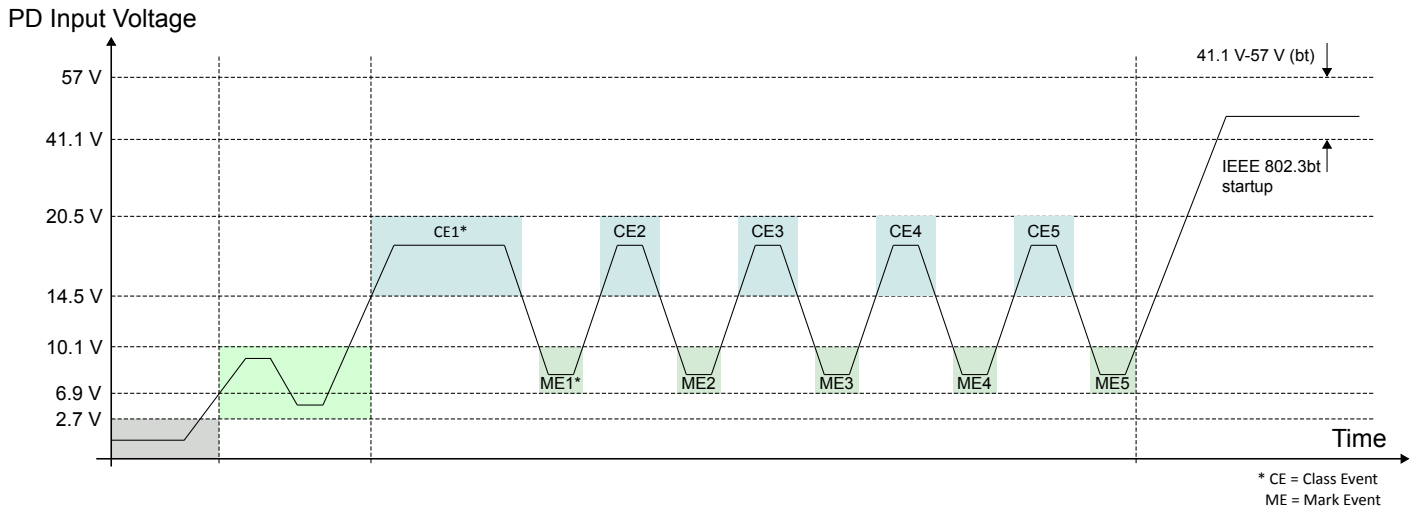 PD Input Voltage
41.1 V-57 V (bt)
57 V
41.1 V
IEEE 802.3bt
startup
20.5 V
CE1*
CE2
CE3
CE4
CE5
14.5 V
10.1 V
ME1*
ME2
ME3
ME4
ME5
6.9 V
2.7 V
Time
* CE = Class Event
ME = Mark Event